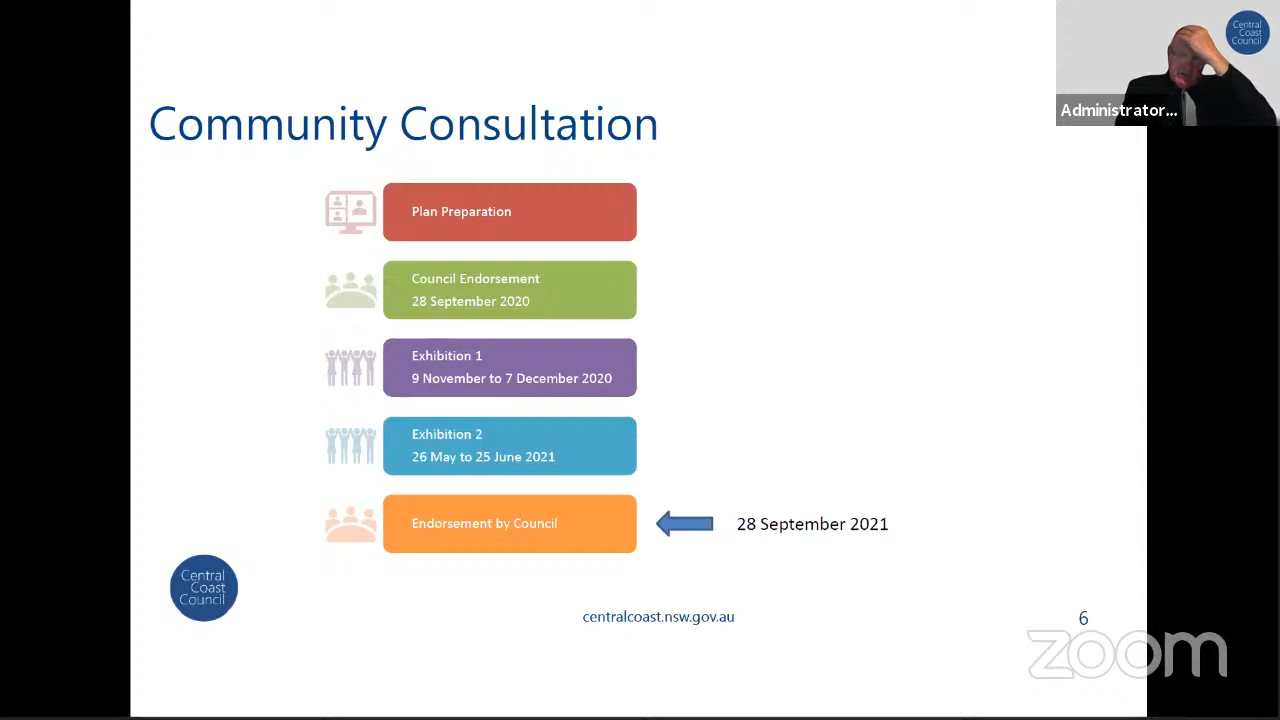 Central
Coast
Council
Administrator...
Community Consultation
Plan Preparation
Council Endorsement
28 September 2020
Exhibition 1
9 November to 7 December 2020
Exhibition 2
26 May to 25 June 2021
Endorsement by Council
28 September 2021
Central
Coast
Council
centralcoast.nsw.gov.au
6
zoom